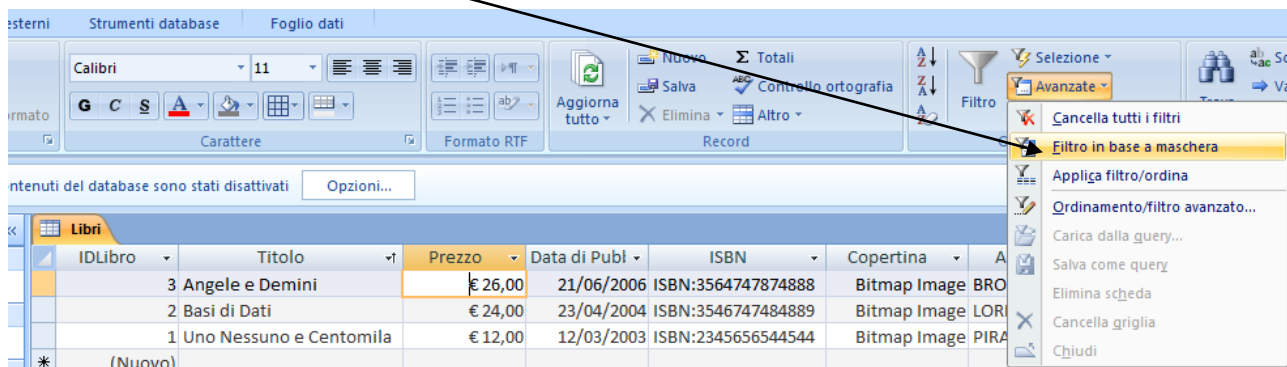 esterni Strumenti database Foglio dati
Calibri 11 Nuovo Σ Totali Selezione
Salva Controllo ortografia Avanzate
G C S A Aggiorna tutto Elimina Altro Filtro
ormato Carattere Formato RTF Record
Cancella tutti i filtri
Filtro in base a maschera
Applica filtro/ordina
Ordinamento/filtro avanzato...
Carica dalla query...
Salva come query
Elimina scheda
Cancella griglia
Chiudi
ontenuti del database sono stati disattivati Opzioni...
Libri
IDLibro Titolo Prezzo Data di Publ ISBN Copertina A
3 Angele e Demini € 26,00 21/06/2006 ISBN:3564747874888 Bitmap Image BRO
2 Basi di Dati € 24,00 23/04/2004 ISBN:3546747484889 Bitmap Image LORE
1 Uno Nessuno e Centomila € 12,00 12/03/2003 ISBN:2345656544544 Bitmap Image PIRA
(Nuovo)